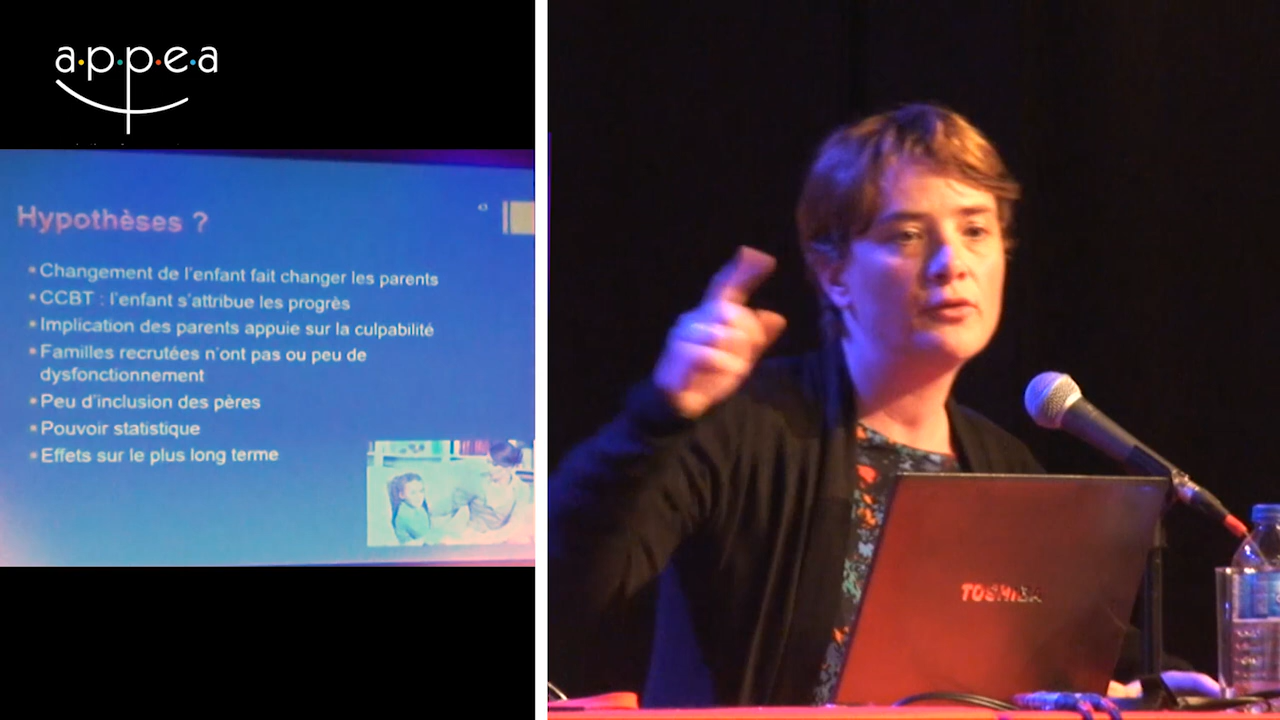 a·p·p·e·a
Hypothèses ?
Changement de l'enfant fait changer les parents
CCBT : l'enfant s'attribue les progrès
Implication des parents appuie sur la culpabilité
Familles recrutées n'ont pas ou peu de
dysfonctionnement
Peu d'inclusion des pères
Pouvoir statistique
Effets sur le plus long terme
TOSHIBA